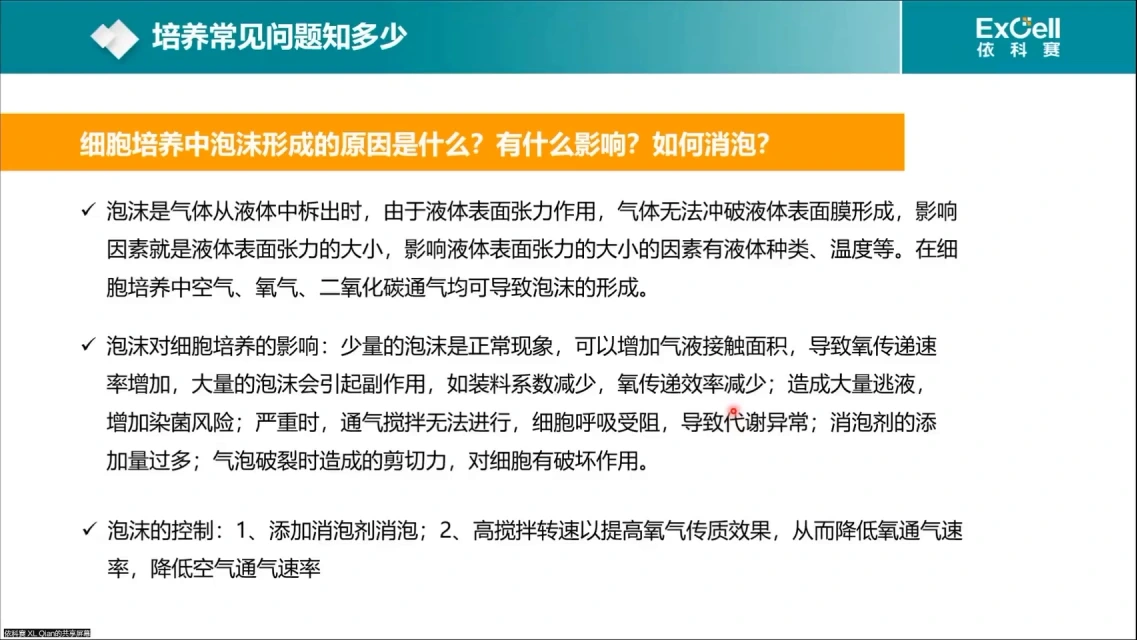 培养常见问题知多少
ExCell
依科赛
细胞培养中泡沫形成的原因是什么？有什么影响？如何消泡？
✓ 泡沫是气体从液体中柝出时，由于液体表面张力作用，气体无法冲破液体表面膜形成，影响
因素就是液体表面张力的大小，影响液体表面张力的大小的因素有液体种类、温度等。在细
胞培养中空气、氧气、二氧化碳通气均可导致泡沫的形成。
✓ 泡沫对细胞培养的影响：少量的泡沫是正常现象，可以增加气液接触面积，导致氧传递速
率增加，大量的泡沫会引起副作用，如装料系数减少，氧传递效率减少；造成大量逃液，
增加染菌风险；严重时，通气搅拌无法进行，细胞呼吸受阻，导致代谢异常；消泡剂的添
加量过多；气泡破裂时造成的剪切力，对细胞有破坏作用。
✓ 泡沫的控制：1、添加消泡剂消泡；2、高搅拌转速以提高氧气传质效果，从而降低氧通气速
率，降低空气通气速率
依科赛 XL Qian的共享屏幕